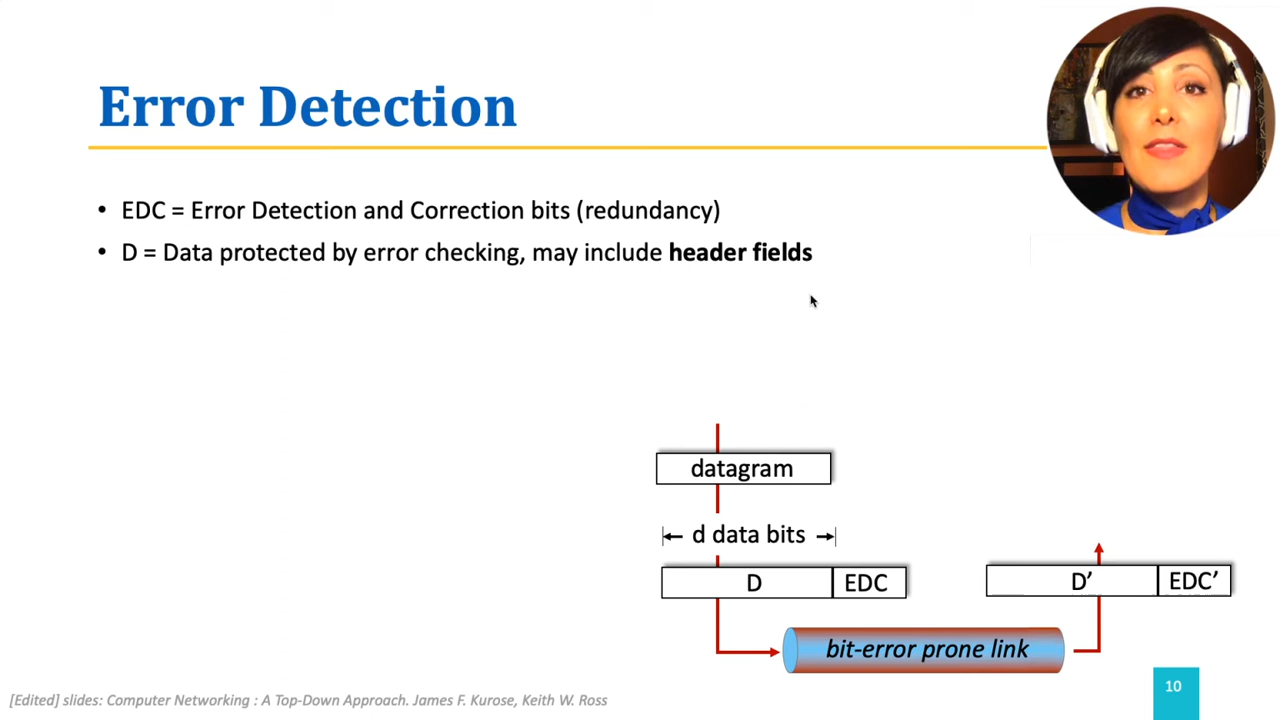 Error Detection
• EDC = Error Detection and Correction bits (redundancy)
• D = Data protected by error checking, may include header fields
datagram
d data bits
D EDC
D’ EDC’
bit-error prone link
[Edited] slides: Computer Networking : A Top-Down Approach. James F. Kurose, Keith W. Ross
10